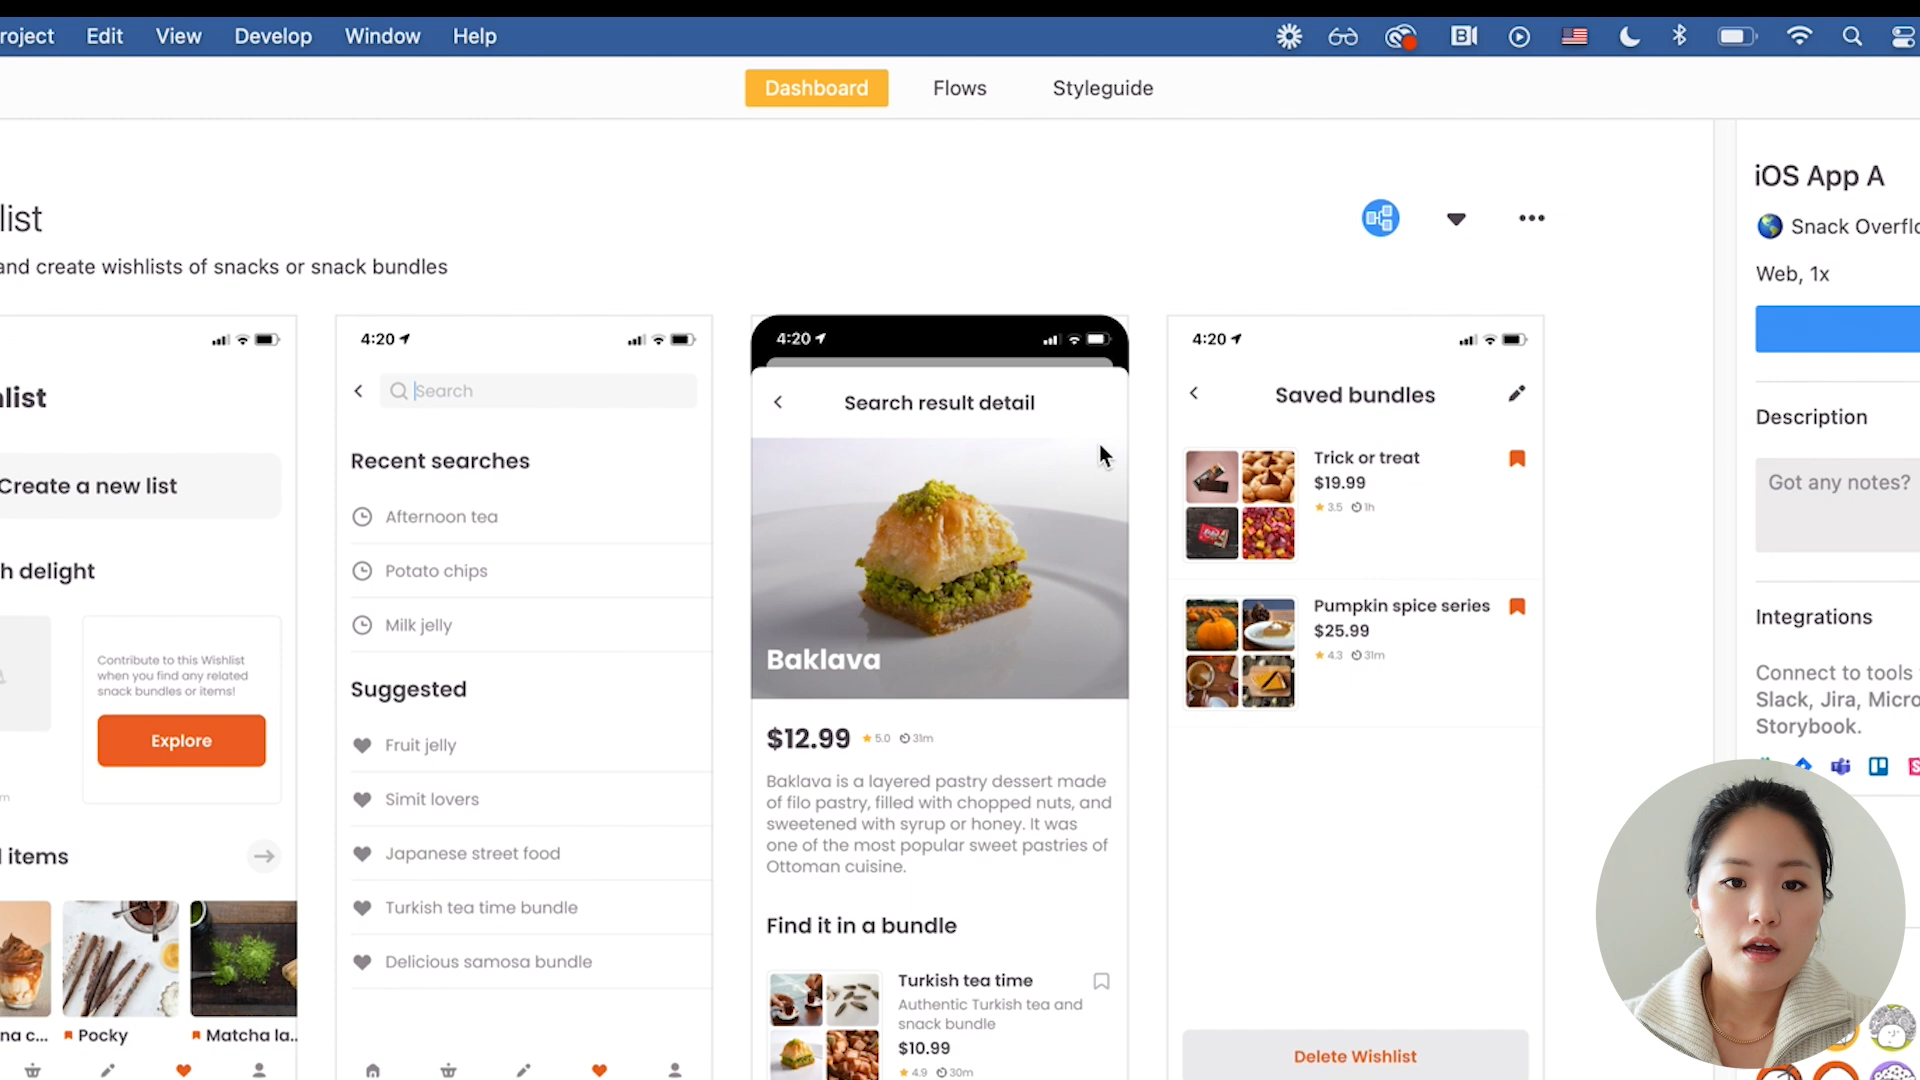 roject Edit View Develop Window Help
Dashboard Flows Styleguide
list
and create wishlists of snacks or snack bundles
list
Create a new list
h delight
Contribute to this Wishlist
when you find any related
snack bundles or items!
Explore
m
l items
na c...
Pocky
Matcha la..
4:20
Search
Recent searches
Afternoon tea
Potato chips
Milk jelly
Suggested
Fruit jelly
Simit lovers
Japanese street food
Turkish tea time bundle
Delicious samosa bundle
4:20
Search result detail
Baklava
$12.99 5.0 31m
Baklava is a layered pastry dessert made
of filo pastry, filled with chopped nuts, and
sweetened with syrup or honey. It was
one of the most popular sweet pastries of
Ottoman cuisine.
Find it in a bundle
Turkish tea time
Authentic Turkish tea and
snack bundle
$10.99
4.9 30m
4:20
Saved bundles
Trick or treat
$19.99
3.5 1h
Pumpkin spice series
$25.99
4.3 31m
Delete Wishlist
iOS App A
Snack Overflo
Web, 1x
Description
Got any notes?
Integrations
Connect to tools
Slack, Jira, Micro
Storybook.